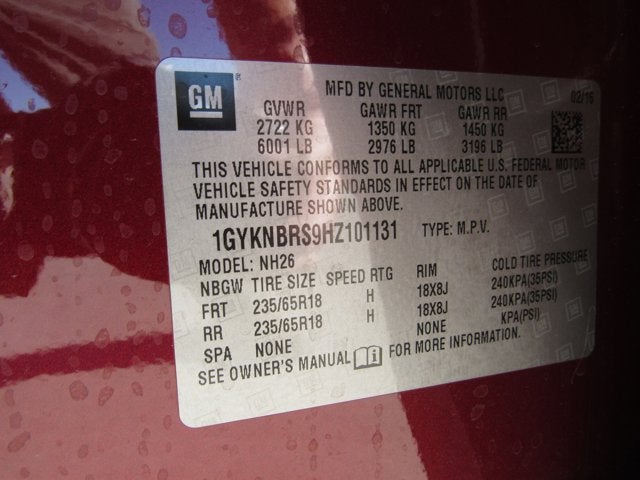 GM
MFD BY GENERAL MOTORS LLC
02/16
GVWR GAWR FRT GAWR RR
2722 KG 1350 KG 1450 KG
6001 LB 2976 LB 3196 LB
THIS VEHICLE CONFORMS TO ALL APPLICABLE U.S. FEDERAL MOTOR
VEHICLE SAFETY STANDARDS IN EFFECT ON THE DATE OF
MANUFACTURE SHOWN ABOVE.
1GYKNBRS9HZ101131 TYPE: M.P.V.
MODEL: NH26
NBGW TIRE SIZE SPEED RTG RIM COLD TIRE PRESSURE
FRT 235/65R18 H 18X8J 240KPA(35PSI)
RR 235/65R18 H 18X8J 240KPA(35PSI)
SPA NONE NONE KPA(PSI)
SEE OWNER'S MANUAL FOR MORE INFORMATION.